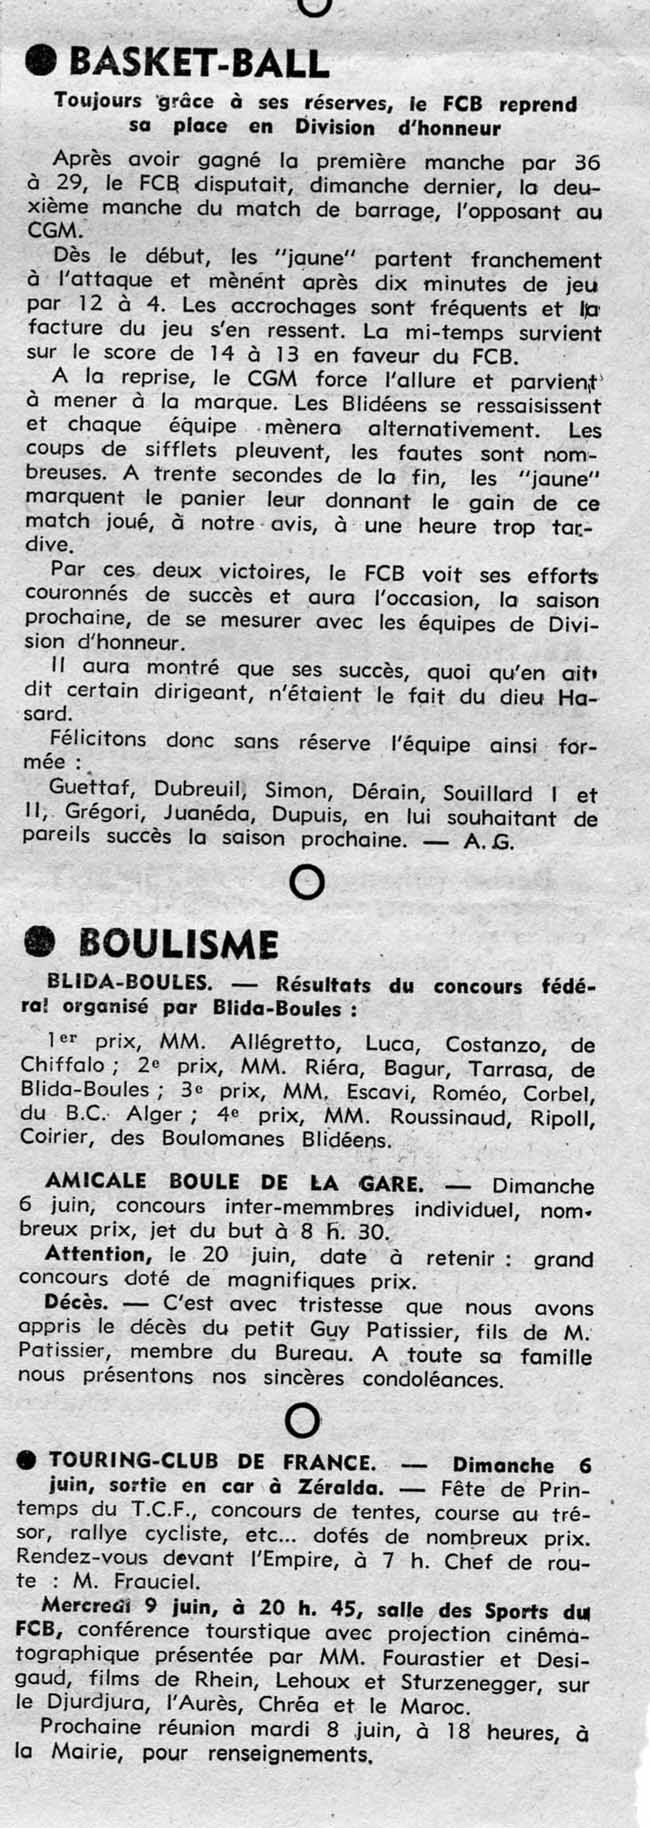 ● BASKET-BALL
Toujours grâce à ses réserves, le FCB reprend
sa place en Division d'honneur
Après avoir gagné la première manche par 36
à 29, le FCB disputait, dimanche dernier, la deu-
xième manche du match de barrage, l'opposant au
CGM.
Dès le début, les "jaune" partent franchement
à l'attaque et mènent après dix minutes de jeu
par 12 à 4. Les accrochages sont fréquents et la
facture du jeu s'en ressent. La mi-temps survient
sur le score de 14 à 13 en faveur du FCB.
A la reprise, le CGM force l'allure et parvient
à mener à la marque. Les Blidéens se ressaisissent
et chaque équipe mènera alternativement. Les
coups de sifflets pleuvent, les fautes sont nom-
breuses. A trente secondes de la fin, les "jaune"
marquent le panier leur donnant le gain de ce
match joué, à notre avis, à une heure trop tar-
dive.
Par ces deux victoires, le FCB voit ses efforts
couronnés de succès et aura l'occasion, la saison
prochaine, de se mesurer avec les équipes de Divi-
sion d'honneur.
Il aura montré que ses succès, quoi qu'en ait
dit certain dirigeant, n'étaient le fait du dieu Ha-
sard.
Félicitons donc sans réserve l'équipe ainsi for-
mée :
Guettaf, Dubreuil, Simon, Dérain, Souillard I et
II, Grégori, Juanéda, Dupuis, en lui souhaitant de
pareils succès la saison prochaine. — A.G.
● BOULISME
BLIDA-BOULES. — Résultats du concours fédé-
ral organisé par Blida-Boules :
1er prix, MM. Allégretto, Luca, Costanzo, de
Chiffalo ; 2e prix, MM. Riéra, Bagur, Tarrasa, de
Blida-Boules ; 3e prix, MM. Escavi, Roméo, Corbel,
du B.C. Alger ; 4e prix, MM. Roussinaud, Ripoll,
Coirier, des Boulomanes Blidéens.
AMICALE BOULE DE LA GARE. — Dimanche
6 juin, concours inter-memmbres individuel, nom-
breux prix, jet du but à 8 h. 30.
Attention, le 20 juin, date à retenir : grand
concours doté de magnifiques prix.
Décès. — C'est avec tristesse que nous avons
appris le décès du petit Guy Patissier, fils de M.
Patissier, membre du Bureau. A toute sa famille
nous présentons nos sincères condoléances.
● TOURING-CLUB DE FRANCE. — Dimanche 6
juin, sortie en car à Zéralda. — Fête de Prin-
temps du T.C.F., concours de tentes, course au tré-
sor, rallye cycliste, etc... dotés de nombreux prix.
Rendez-vous devant l'Empire, à 7 h. Chef de rou-
te : M. Frauciel.
Mercredi 9 juin, à 20 h. 45, salle des Sports du
FCB, conférence tourstique avec projection cinéma-
tographique présentée par MM. Fourastier et Desi-
gaud, films de Rhein, Lehoux et Sturzenegger, sur
le Djurdjura, l'Aurès, Chréa et le Maroc.
Prochaine réunion mardi 8 juin, à 18 heures, à
la Mairie, pour renseignements.